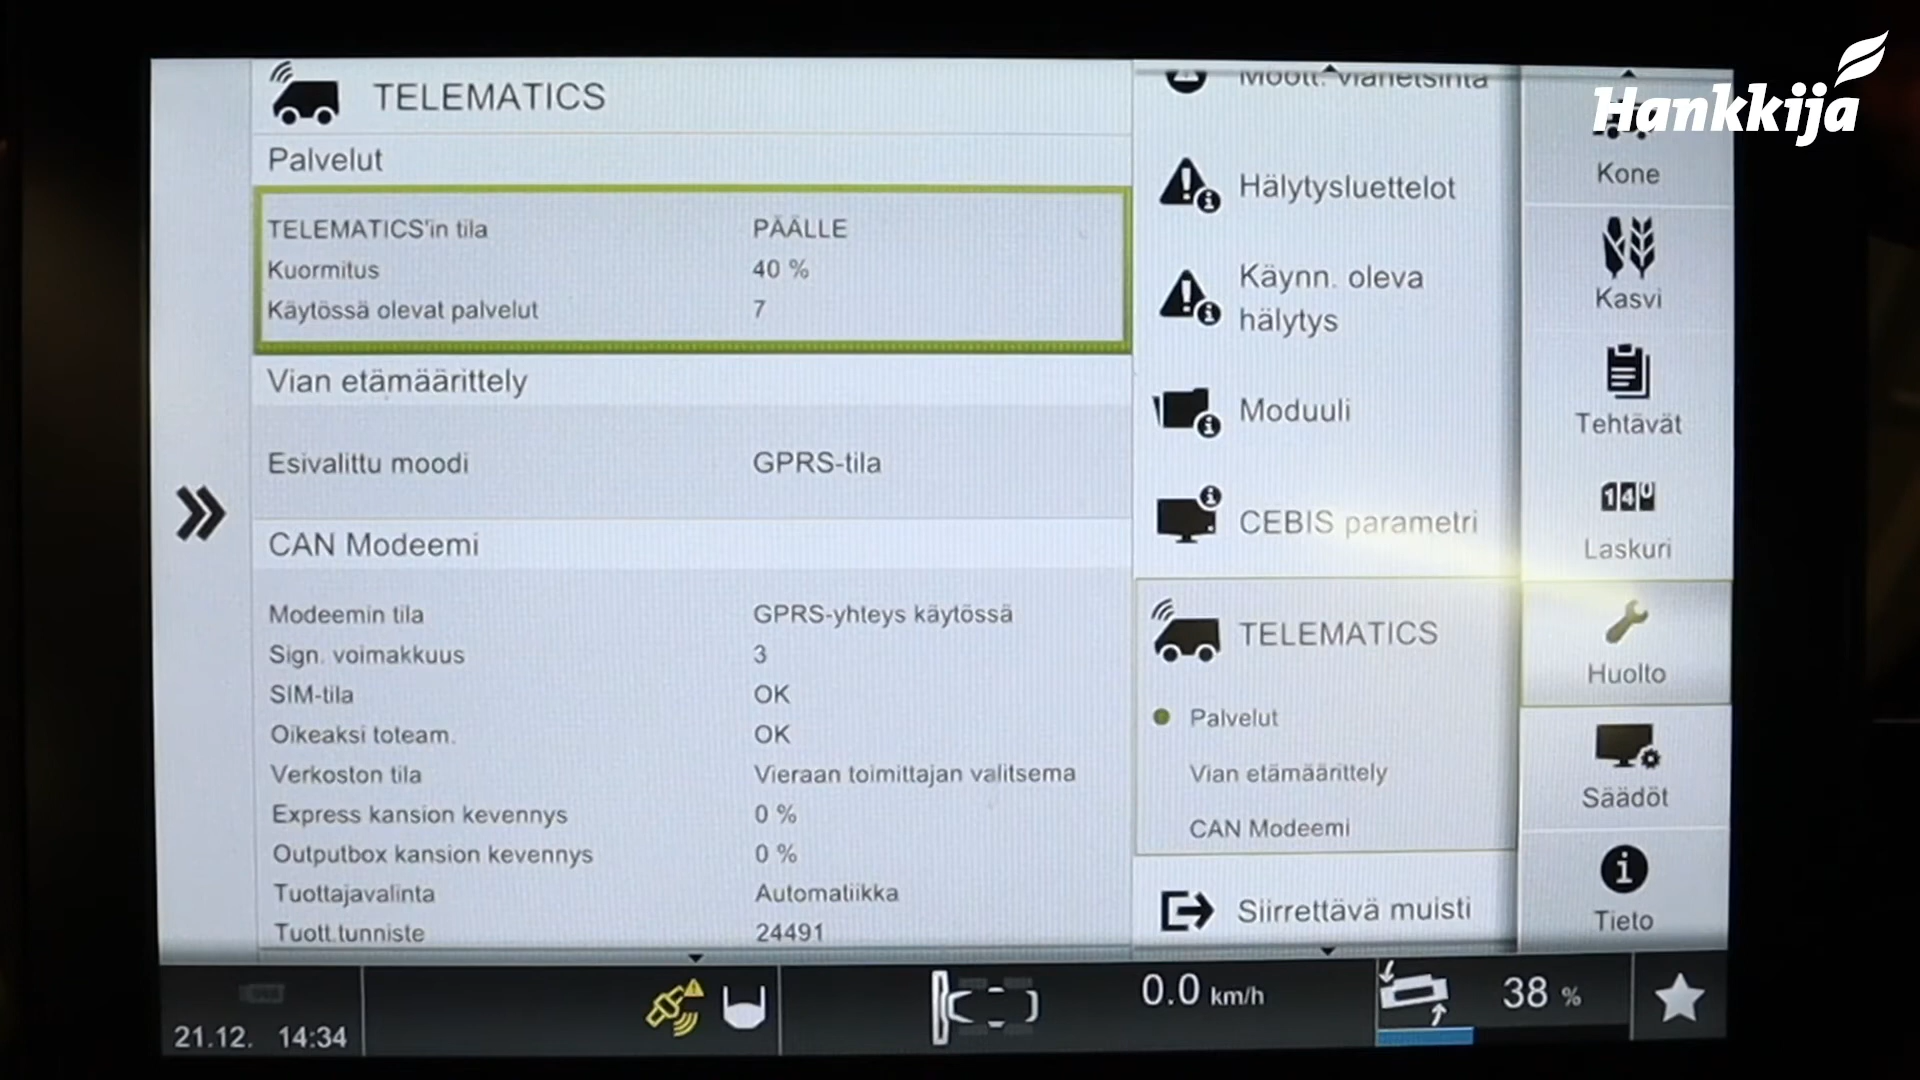 TELEMATICS
Palvelut
TELEMATICS'in tila PÄÄLLE
Kuormitus 40 %
Käytössä olevat palvelut 7
Vian etämäärittely
Esivalittu moodi GPRS-tila
CAN Modeemi
Modeemin tila GPRS-yhteys käytössä
Sign. voimakkuus 3
SIM-tila OK
Oikeaksi toteam. OK
Verkoston tila Vieraan toimittajan valitsema
Express kansion kevennys 0 %
Outputbox kansion kevennys 0 %
Tuottajavalinta Automatiikka
Tuott.tunniste 24491
Moott. vianetsintä
Hälytysluettelot
Käynn. oleva
hälytys
Moduuli
CEBIS parametri
TELEMATICS
Palvelut
Vian etämäärittely
CAN Modeemi
Siirrettävä muisti
Hankkija
Kone
Kasvi
Tehtävät
Laskuri
Huolto
Säädöt
Tieto
21.12. 14:34
0.0 km/h
38 %